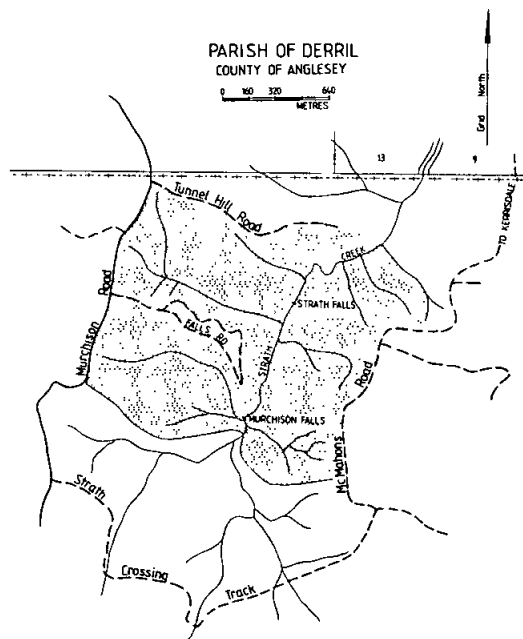 PARISH OF DERRIL
COUNTY OF ANGLESEY
0 160 320 640
METRES
Grid North
13
9
TO KERRISDALE
Tunnel Hill Road
CREEK
STRATH FALLS
Murchison Road
FALLS RD
STRATH
Road
MURCHISON FALLS
McMahons
Strath
Crossing
Track